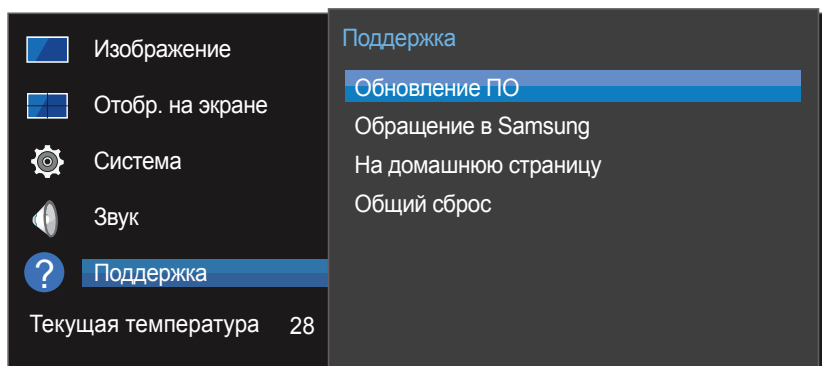 Изображение
Отобр. на экране
Система
Звук
?
Поддержка
Текущая температура 28
Поддержка
Обновление ПО
Обращение в Samsung
На домашнюю страницу
Общий сброс